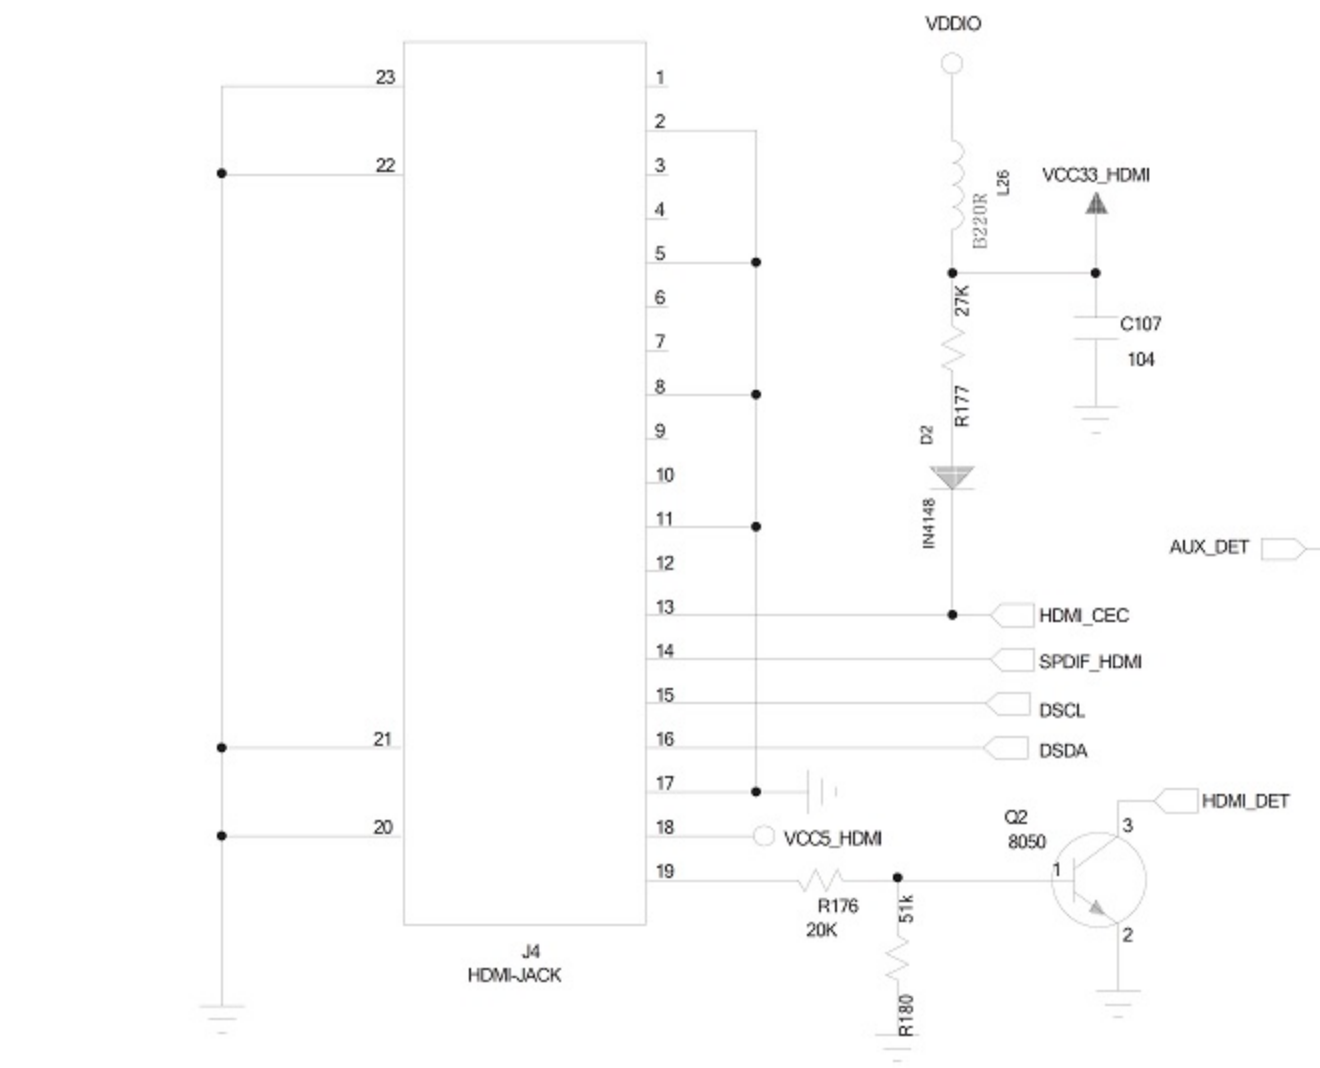 VDDIO
23
1
2
22
3
L26
VCC33_HDMI
4
B220R
5
6
27K
7
C107
104
8
R177
9
D2
10
11
IN4148
12
AUX_DET
13
HDMI_CEC
14
SPDIF_HDMI
15
DSCL
21
16
DSDA
17
HDMI_DET
20
18
VCC5_HDMI
Q2
8050
3
19
1
R176
20K
51k
2
J4
HDMI-JACK
R180